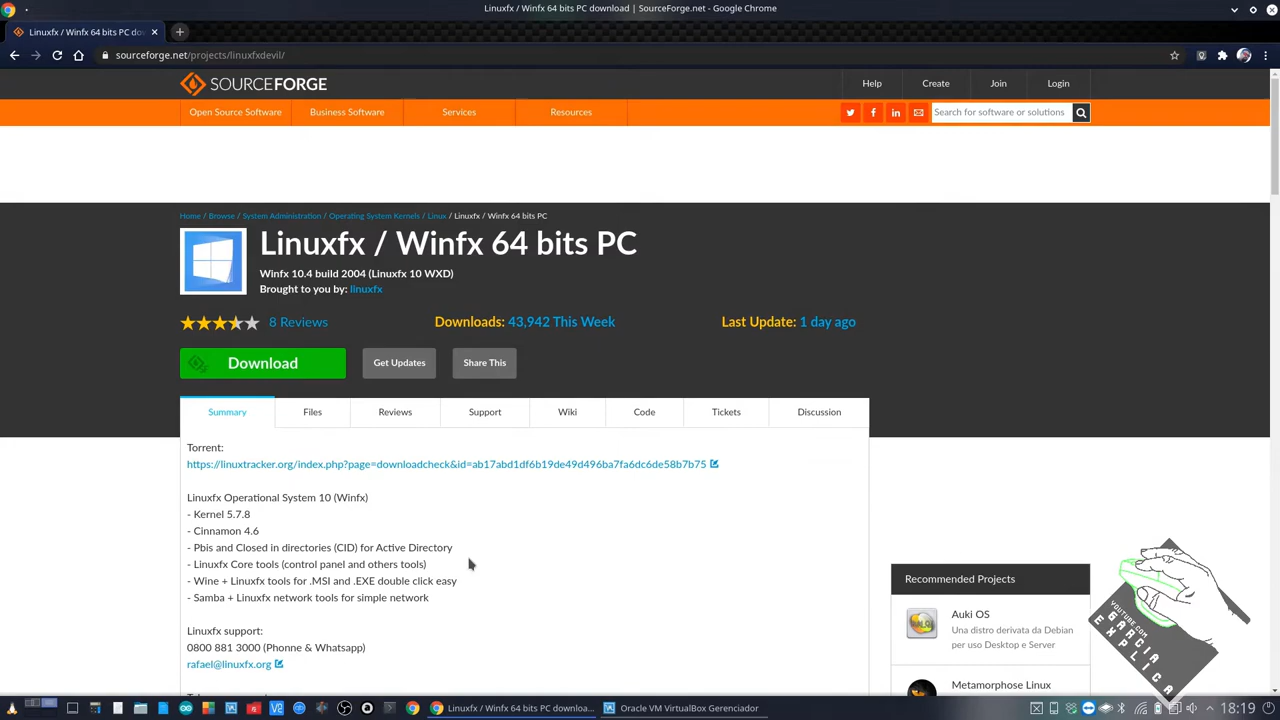 Linuxfx / Winfx 64 bits PC download | SourceForge.net - Google Chrome
Linuxfx / Winfx 64 bits PC do
sourceforge.net/projects/linuxfxdevil/
SOURCEFORGE
Help
Create
Join
Login
Open Source Software
Business Software
Services
Resources
Search for software or solutions
Home / Browse / System Administration / Operating System Kernels / Linux / Linuxfx / Winfx 64 bits PC
Linuxfx / Winfx 64 bits PC
Winfx 10.4 build 2004 (Linuxfx 10 WXD)
Brought to you by: linuxfx
8 Reviews
Downloads: 43,942 This Week
Last Update: 1 day ago
Download
Get Updates
Share This
Summary
Files
Reviews
Support
Wiki
Code
Tickets
Discussion
Torrent:
https://linuxtracker.org/index.php?page=downloadcheck&id=ab17abd1df6b19de49d496ba7fa6dc6de58b7b75
Linuxfx Operational System 10 (Winfx)
- Kernel 5.7.8
- Cinnamon 4.6
- Pbis and Closed in directories (CID) for Active Directory
- Linuxfx Core tools (control panel and others tools)
- Wine + Linuxfx tools for .MSI and .EXE double click easy
- Samba + Linuxfx network tools for simple network
Linuxfx support:
0800 881 3000 (Phonne & Whatsapp)
rafael@linuxfx.org
Recommended Projects
Auki OS
Una distro derivata da Debian
per uso Desktop e Server
Metamorphose Linux
YOUTUBE.COM
GARCIA
EXPLICA
Linuxfx / Winfx 64 bits PC downloa...
Oracle VM VirtualBox Gerenciador
18:19